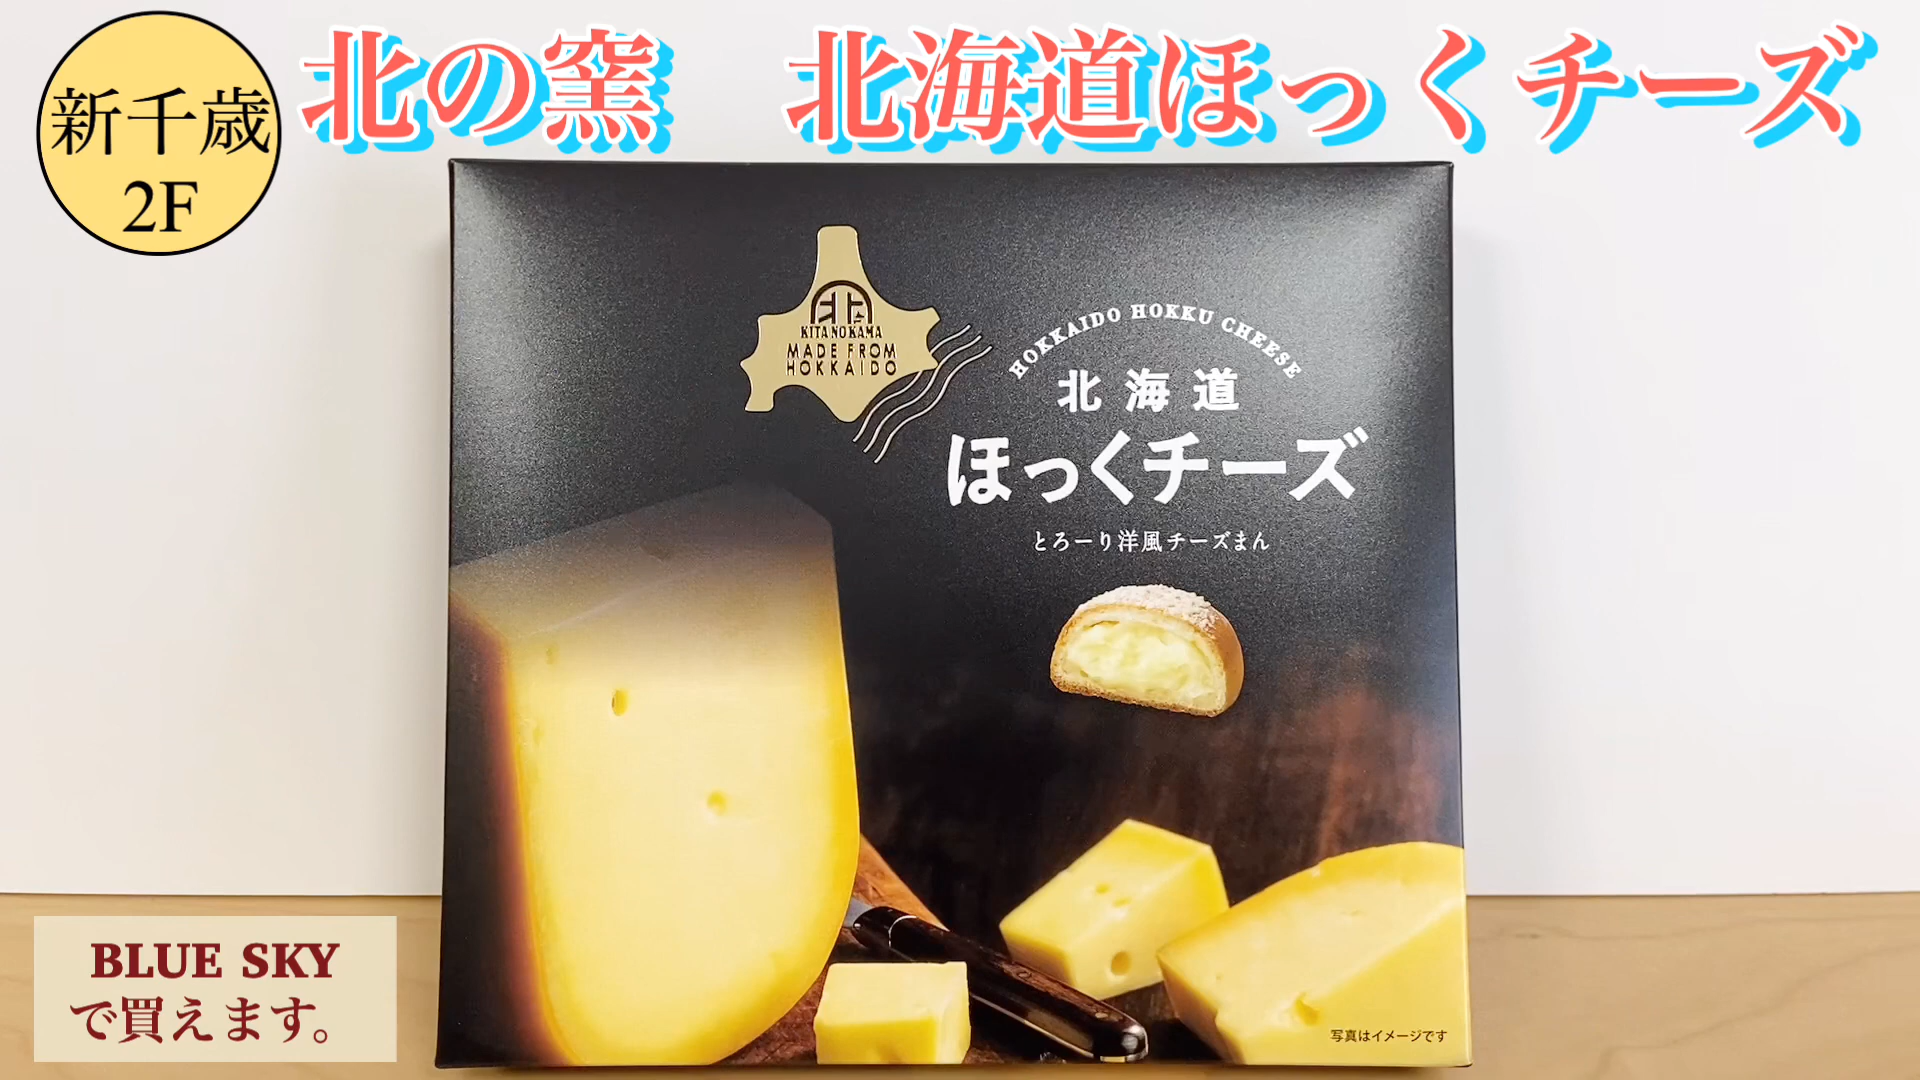 新千歳
2F
北の窯　北海道ほっくチーズ
北
KITANOKAMA
MADE FROM
HOKKAIDO
HOKKAIDO HOKKU CHEESE
北海道
ほっくチーズ
とろーり洋風チーズまん
写真はイメージです
BLUE SKY
で買えます。